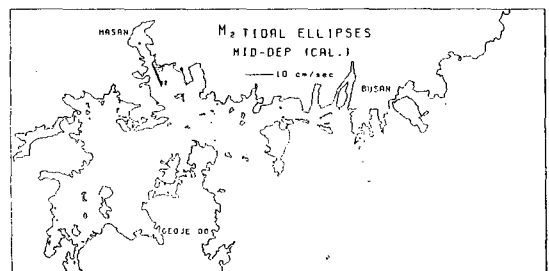 MASAN
M2 TIDAL ELLIPSES
MID-DEP (CAL.)
10 cm/sec
BUSAN
GEOJE DO